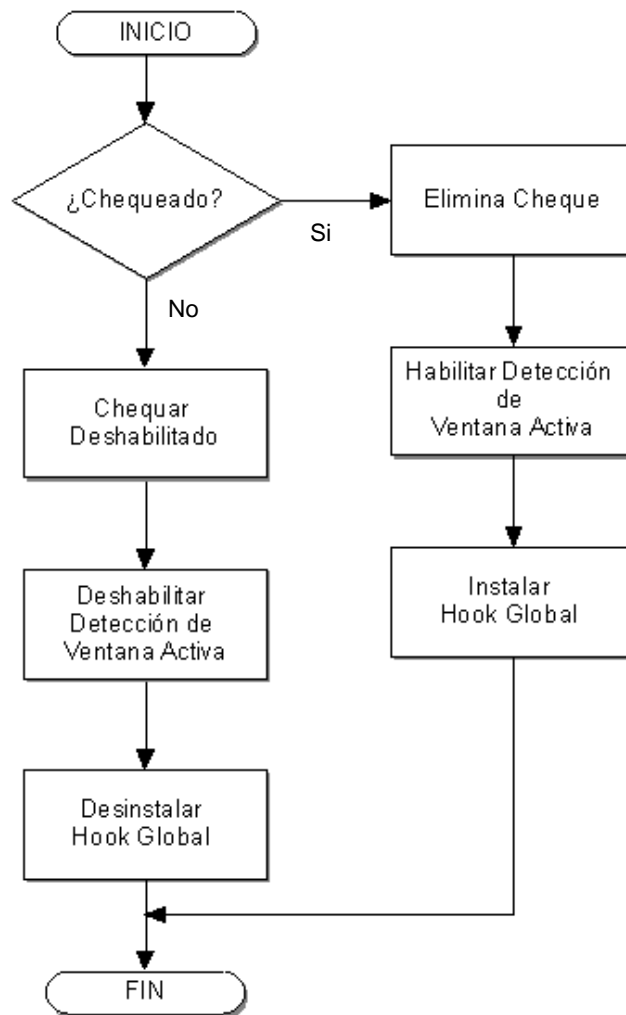 INICIO
¿Chequeado?
Si
No
Elimina Cheque
Habilitar Detección
de
Ventana Activa
Instalar
Hook Global
Chequar
Deshabilitado
Deshabilitar
Detección de
Ventana Activa
Desinstalar
Hook Global
FIN